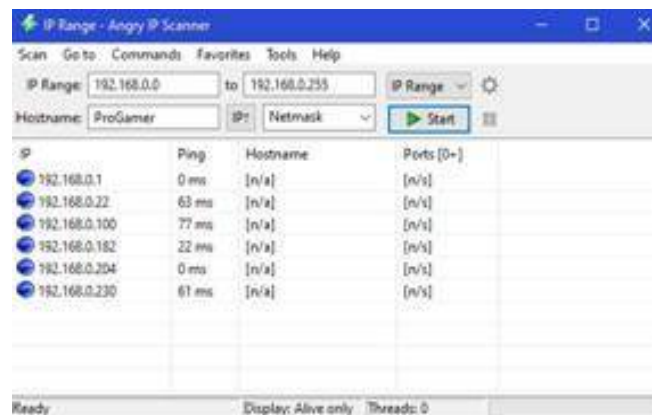 IP Range - Angry IP Scanner
Scan Go to Commands Favorites Tools Help
IP Range: 192.168.0.0 to 192.168.0.255 IP Range
Hostname: ProGamer IP↑ Netmask Start
IP Ping Hostname Ports [0+]
192.168.0.1 0 ms [n/a] [n/s]
192.168.0.22 63 ms [n/a] [n/s]
192.168.0.100 77 ms [n/a] [n/s]
192.168.0.182 22 ms [n/a] [n/s]
192.168.0.204 0 ms [n/a] [n/s]
192.168.0.230 61 ms [n/a] [n/s]
Ready Display: Alive only Threads: 0